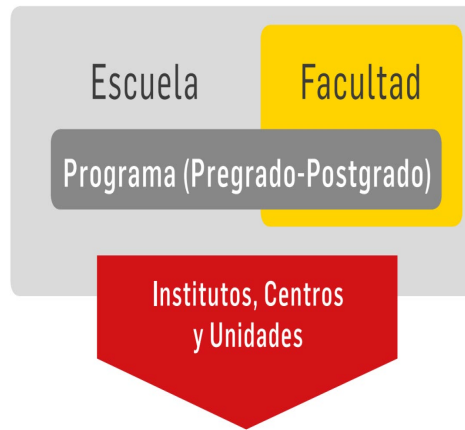 Escuela Facultad
Programa (Pregrado-Postgrado)
Institutos, Centros
y Unidades